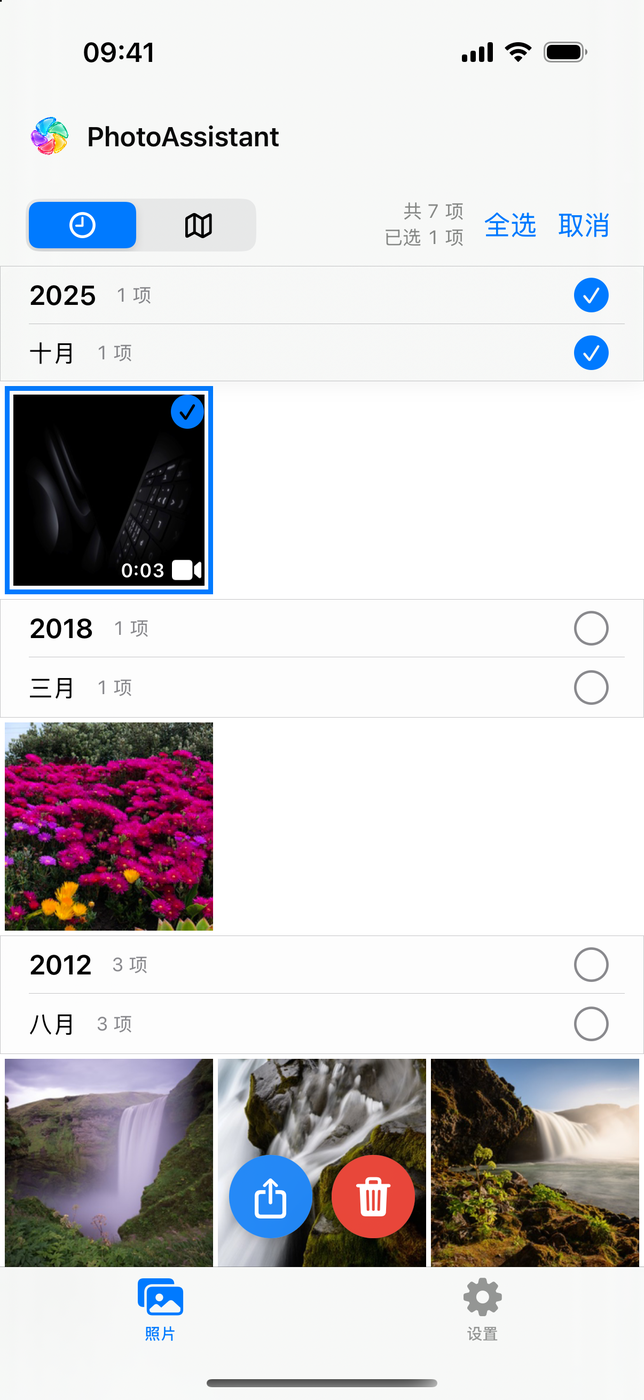 09:41
PhotoAssistant
共 7 项
已选 1 项
全选 取消
2025 1 项
十月 1 项
0:03
2018 1 项
三月 1 项
2012 3 项
八月 3 项
照片 设置